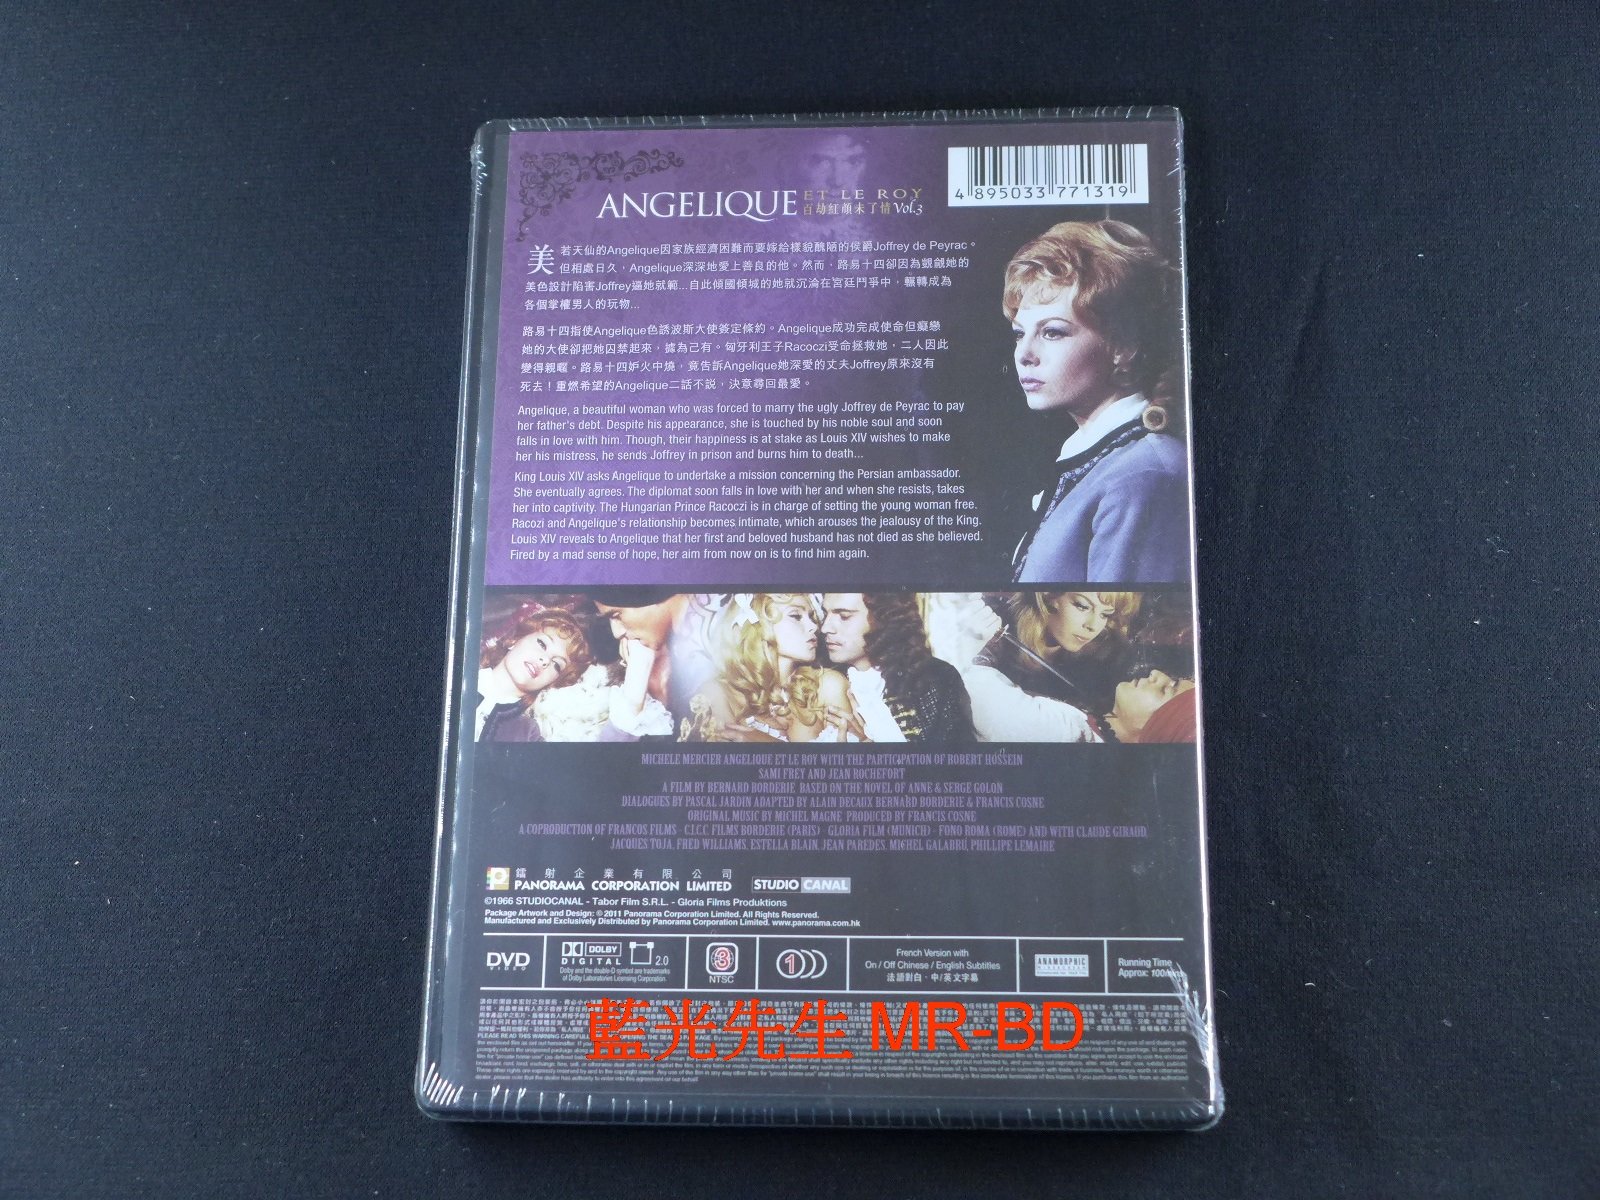 ANGELIQUE ET LE ROY
百劫紅顏未了情 Vol.3
4 895033 771319
美若天仙的Angelique因家族經濟困難而要嫁給樣貌醜陋的侯爵Joffrey de Peyrac。
但相處日久，Angelique深深地愛上善良的他。然而，路易十四卻因為覬覦她的
美色設計陷害Joffrey逼她就範...自此傾國傾城的她就沉淪在宮廷鬥爭中，輾轉成為
各個掌權男人的玩物...
路易十四指使Angelique色誘波斯大使簽定條約。Angelique成功完成使命但癡戀
她的大使卻把她囚禁起來，據為己有。匈牙利王子Racoczi受命拯救她，二人因此
變得親暱。路易十四妒火中燒，竟告訴Angelique她深愛的丈夫Joffrey原來沒有
死去！重燃希望的Angelique二話不說，決意尋回最愛。
Angelique, a beautiful woman who was forced to marry the ugly Joffrey de Peyrac to pay
her father's debt. Despite his appearance, she is touched by his noble soul and soon
falls in love with him. Though, their happiness is at stake as Louis XIV wishes to make
her his mistress, he sends Joffrey in prison and burns him to death...
King Louis XIV asks Angelique to undertake a mission concerning the Persian ambassador.
She eventually agrees. The diplomat soon falls in love with her and when she resists, takes
her into captivity. The Hungarian Prince Racoczi is in charge of setting the young woman free.
Racozi and Angelique's relationship becomes intimate, which arouses the jealousy of the King.
Louis XIV reveals to Angelique that her first and beloved husband has not died as she believed.
Fired by a mad sense of hope, her aim from now on is to find him again.
MICHELE MERCIER ANGELIQUE ET LE ROY WITH THE PARTICIPATION OF ROBERT HOSSEIN
SAMI FREY AND JEAN ROCHEFORT
A FILM BY BERNARD BORDERIE BASED ON THE NOVEL OF ANNE & SERGE GOLON
DIALOGUES BY PASCAL JARDIN ADAPTED BY ALAIN DECAUX BERNARD BORDERIE & FRANCIS COSNE
ORIGINAL MUSIC BY MICHEL MAGNE PRODUCED BY FRANCIS COSNE
A COPRODUCTION OF FRANCOS FILMS - C.I.C.C FILMS BORDERIE (PARIS) - GLORIA FILM (MUNICH) - FONO ROMA (ROME) AND WITH CLAUDE GIRAUD,
JACQUES TOJA, FRED WILLIAMS, ESTELLA BLAIN, JEAN PAREDES, MICHEL GALABRU, PHILLIPE LEMAIRE
鐳射企業有限公司
PANORAMA CORPORATION LIMITED STUDIO CANAL
©1966 STUDIOCANAL - Tabor Film S.R.L. - Gloria Films Produktions
Package Artwork and Design: © 2011 Panorama Corporation Limited. All Rights Reserved.
Manufactured and Exclusively Distributed by Panorama Corporation Limited. www.panorama.com.hk
DVD VIDEO
DOLBY DIGITAL 2.0
Dolby and the double-D symbol are trademarks
of Dolby Laboratories Licensing Corporation.
3 NTSC
1
French Version with
On / Off Chinese / English Subtitles
法語對白，中/英文字幕
ANAMORPHIC
Running Time
Approx: 100mins
藍光先生 MR-BD